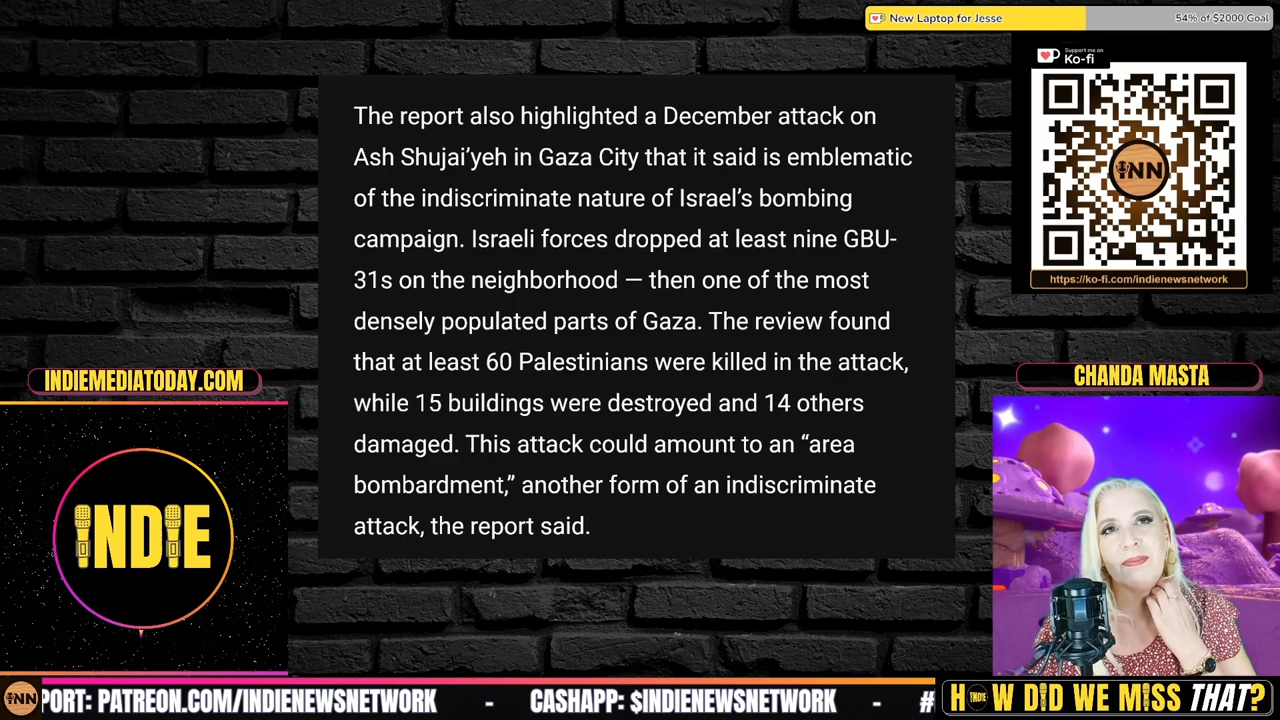 New Laptop for Jesse
54% of $2000 Goal
Support me on
Ko-fi
INN
https://ko-fi.com/indienewsnetwork
The report also highlighted a December attack on
Ash Shujai’yeh in Gaza City that it said is emblematic
of the indiscriminate nature of Israel’s bombing
campaign. Israeli forces dropped at least nine GBU-
31s on the neighborhood — then one of the most
densely populated parts of Gaza. The review found
that at least 60 Palestinians were killed in the attack,
while 15 buildings were destroyed and 14 others
damaged. This attack could amount to an “area
bombardment,” another form of an indiscriminate
attack, the report said.
INDIEMEDIATODAY.COM
INDIE
CHANDA MASTA
INN
PORT: PATREON.COM/INDIENEWSNETWORK - CASHAPP: $INDIENEWSNETWORK - #
HOW DID WE MISS THAT?